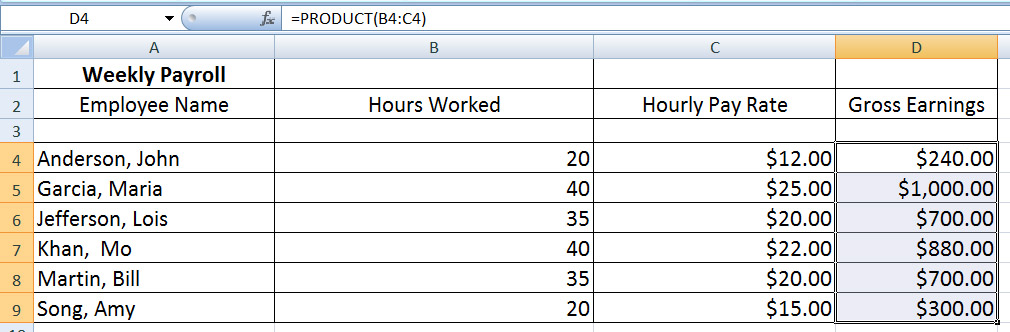 D4 fx =PRODUCT(B4:C4)
A B C D
1 Weekly Payroll
2 Employee Name Hours Worked Hourly Pay Rate Gross Earnings
3
4 Anderson, John 20 $12.00 $240.00
5 Garcia, Maria 40 $25.00 $1,000.00
6 Jefferson, Lois 35 $20.00 $700.00
7 Khan,  Mo 40 $22.00 $880.00
8 Martin, Bill 35 $20.00 $700.00
9 Song, Amy 20 $15.00 $300.00